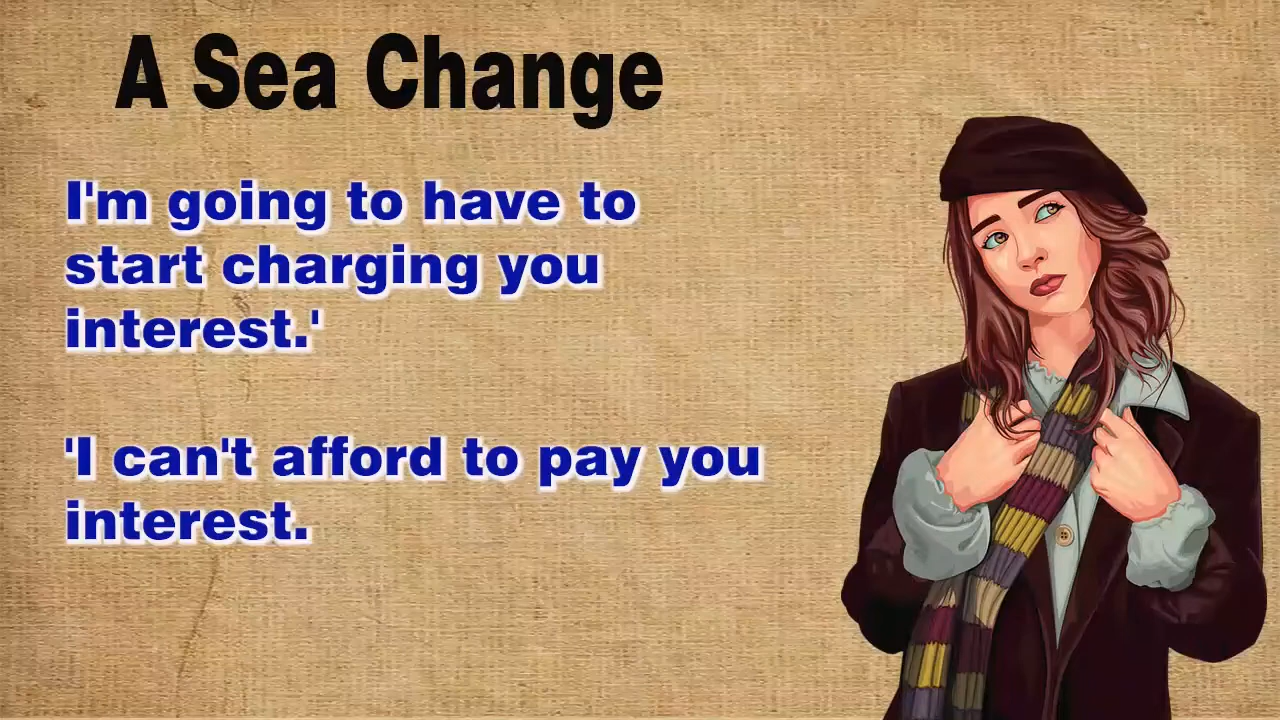 A Sea Change
I'm going to have to
start charging you
interest.'
'I can't afford to pay you
interest.